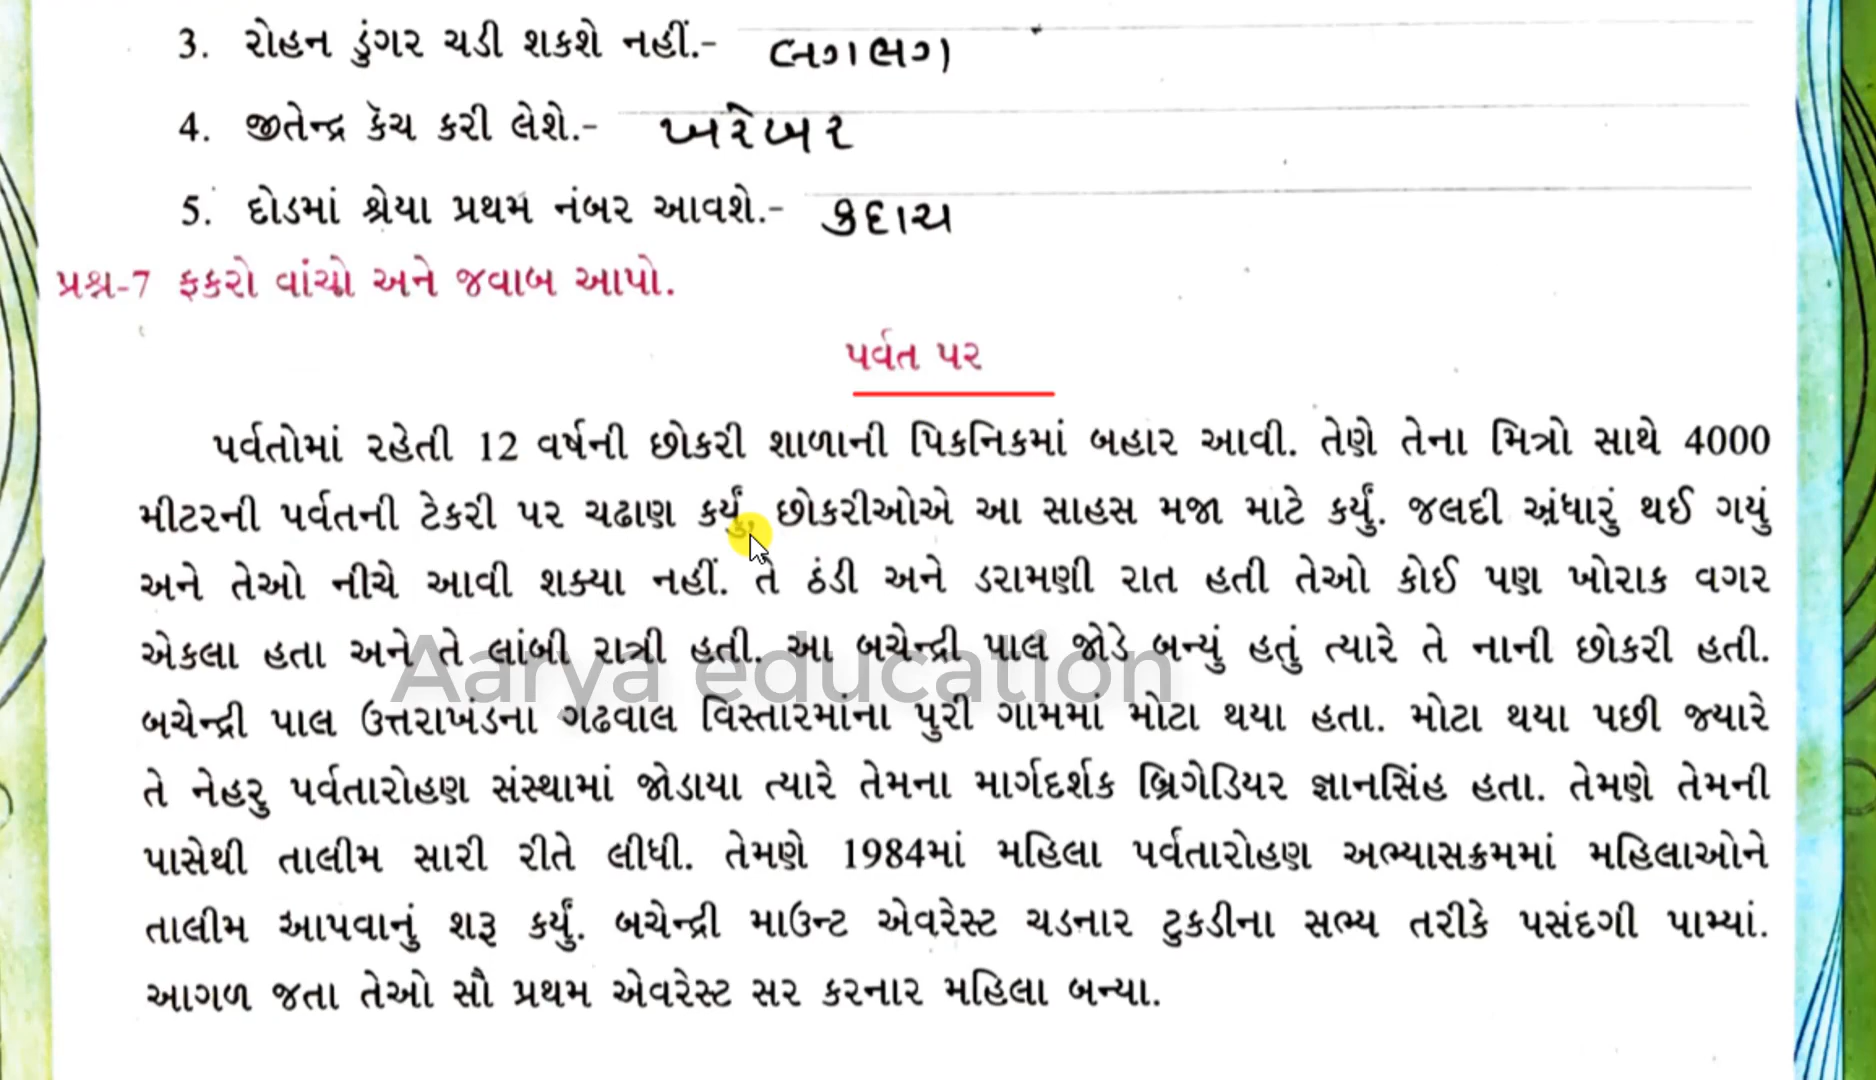 3. રોહન ડુંગર ચડી શકશે નહીં.- લગભગ
4. જીતેન્દ્ર કેચ કરી લેશે.- ખરેખર
5. દોડમાં શ્રેયા પ્રથમ નંબર આવશે.- કદાચ
પ્રશ્ન-7 ફકરો વાંચો અને જવાબ આપો.
પર્વત પર
પર્વતોમાં રહેતી 12 વર્ષની છોકરી શાળાની પિકનિકમાં બહાર આવી. તેણે તેના મિત્રો સાથે 4000
મીટરની પર્વતની ટેકરી પર ચઢાણ કર્યું. છોકરીઓએ આ સાહસ મજા માટે કર્યું. જલદી અંધારું થઈ ગયું
અને તેઓ નીચે આવી શક્યા નહીં. તે ઠંડી અને ડરામણી રાત હતી તેઓ કોઈ પણ ખોરાક વગર
એકલા હતા અને તે લાંબી રાત્રી હતી. આ બચેન્દ્રી પાલ જોડે બન્યું હતું ત્યારે તે નાની છોકરી હતી.
Aarya education
બચેન્દ્રી પાલ ઉત્તરાખંડના ગઢવાલ વિસ્તારમાંના પુરી ગામમાં મોટા થયા હતા. મોટા થયા પછી જ્યારે
તે નેહરુ પર્વતારોહણ સંસ્થામાં જોડાયા ત્યારે તેમના માર્ગદર્શક બ્રિગેડિયર જ્ઞાનસિંહ હતા. તેમણે તેમની
પાસેથી તાલીમ સારી રીતે લીધી. તેમણે 1984માં મહિલા પર્વતારોહણ અભ્યાસક્રમમાં મહિલાઓને
તાલીમ આપવાનું શરૂ કર્યું. બચેન્દ્રી માઉન્ટ એવરેસ્ટ ચડનાર ટુકડીના સભ્ય તરીકે પસંદગી પામ્યાં.
આગળ જતા તેઓ સૌ પ્રથમ એવરેસ્ટ સર કરનાર મહિલા બન્યા.